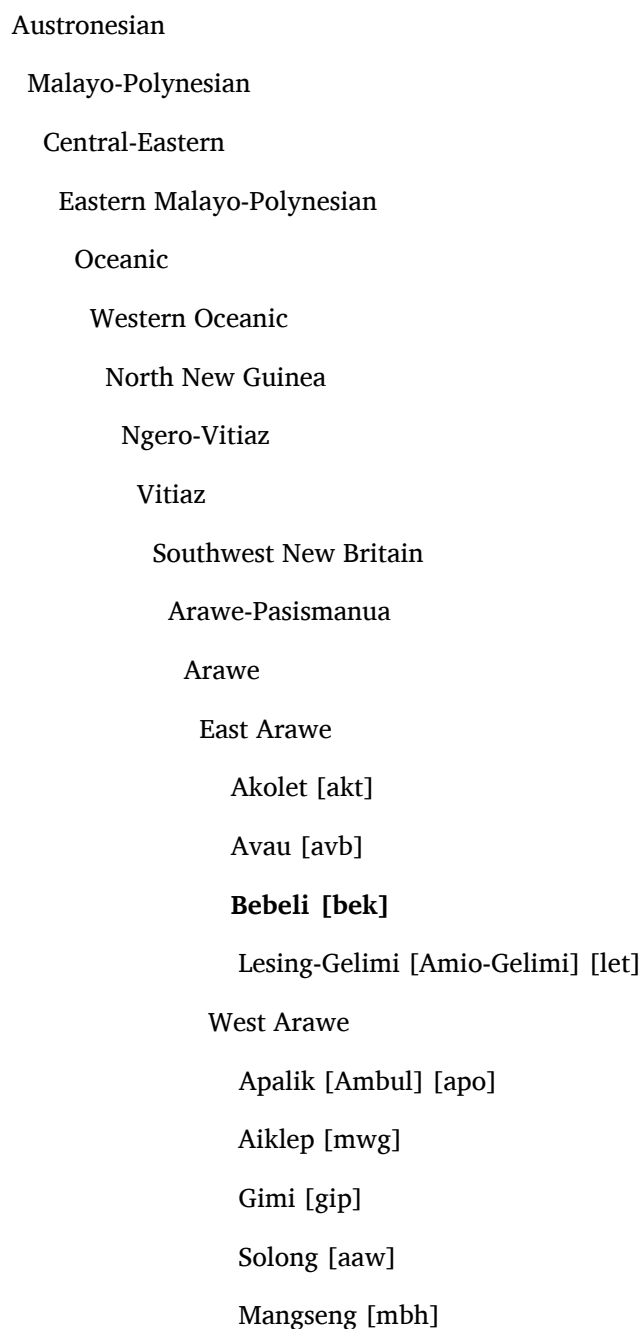 Austronesian
Malayo-Polynesian
Central-Eastern
Eastern Malayo-Polynesian
Oceanic
Western Oceanic
North New Guinea
Ngero-Vitiaz
Vitiaz
Southwest New Britain
Arawe-Pasismanua
Arawe
East Arawe
Akolet [akt]
Avau [avb]
Bebeli [bek]
Lesing-Gelimi [Amio-Gelimi] [let]
West Arawe
Apalik [Ambul] [apo]
Aiklep [mwg]
Gimi [gip]
Solong [aaw]
Mangseng [mbh]